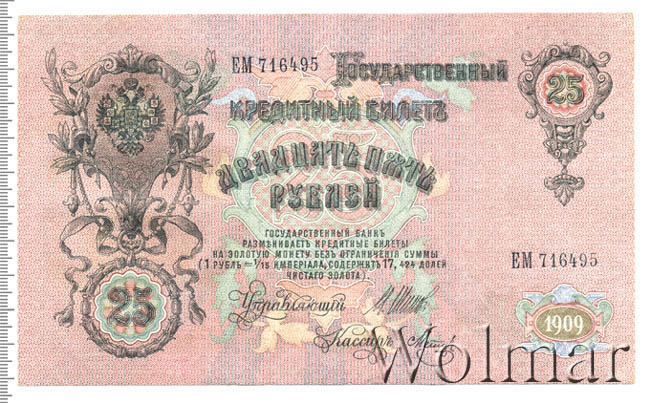 ЕМ 716495
Государственный
25
Кредитный Билетъ
Двадцать пять
Рублей
Государственный Банкъ
размѣниваетъ кредитные билеты
на золотую монету безъ ограниченія суммы
(1 рубль = 1/15 имперіала, содержитъ 17,424 долей
чистаго золота).
ЕМ 716495
25
Управляющій
1909
Кассиръ
Wolmar